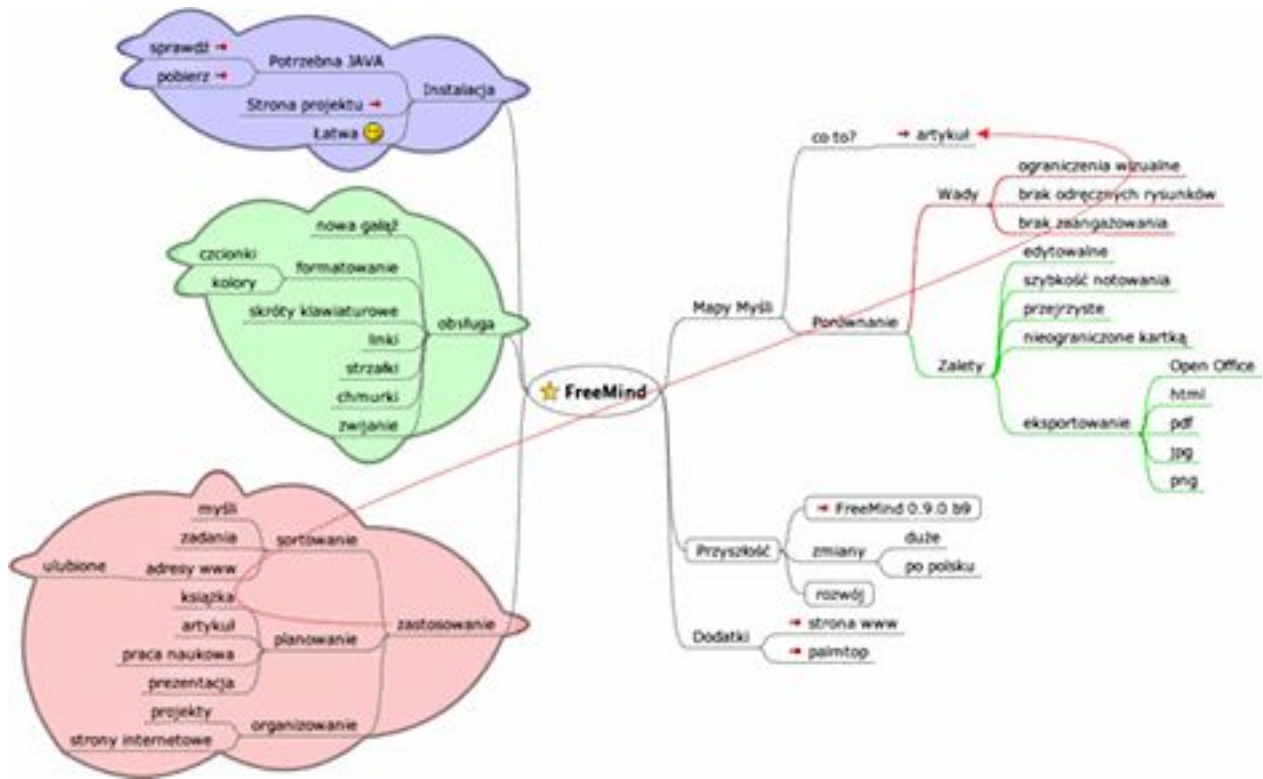 sprawdź
pobierz
Potrzebna JAVA
Strona projektu
Łatwa
Instalacja
nowa gałąź
czcionki
kolory
formatowanie
skróty klawiaturowe
linki
strzałki
chmurki
zwijanie
obsługa
myśli
zadania
ulubione
adresy www
sortowanie
książka
artykuł
praca naukowa
prezentacja
planowanie
projekty
strony internetowe
organizowanie
zastosowanie
FreeMind
Mapy Myśli
co to?
artykuł
Porównanie
Wady
ograniczenia wizualne
brak odręcznych rysunków
brak zaangażowania
Zalety
edytowalne
szybkość notowania
przejrzyste
nieograniczone kartką
eksportowanie
Open Office
html
pdf
jpg
png
Przyszłość
FreeMind 0.9.0 b9
zmiany
duże
po polsku
rozwój
Dodatki
strona www
palmtop